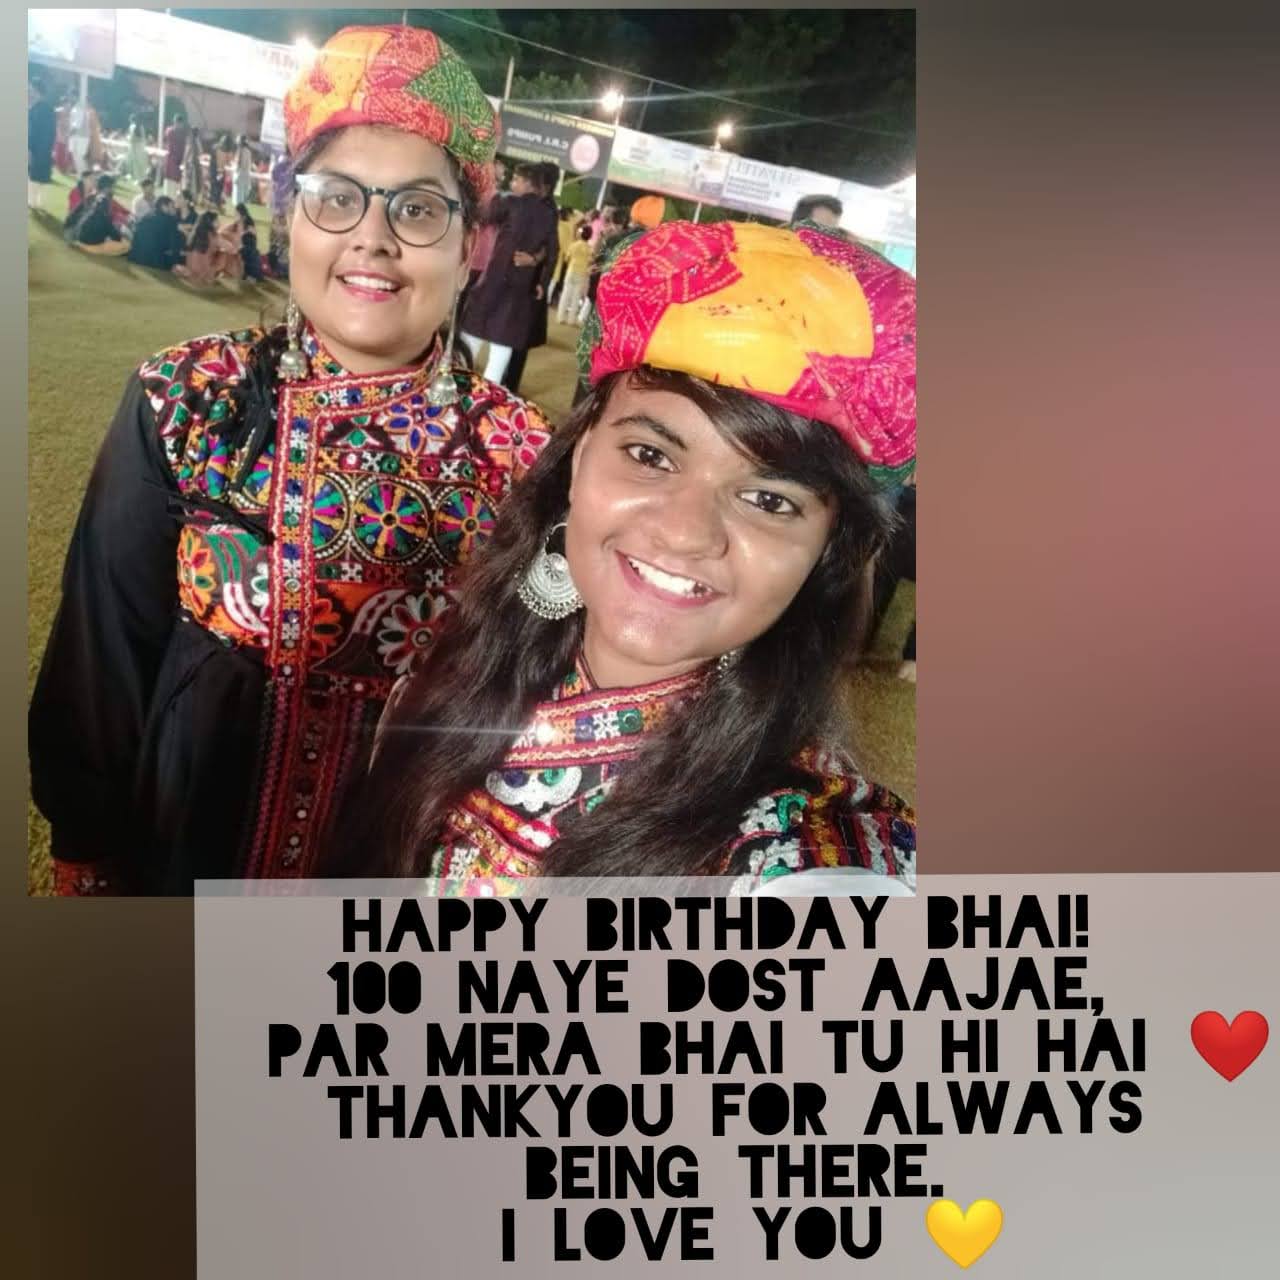 HAPPY BIRTHDAY BHAI!
100 NAYE DOST AAJAE,
PAR MERA BHAI TU HI HAI ❤️
THANKYOU FOR ALWAYS
BEING THERE.
I LOVE YOU 💛
C.R.I. PUMPS